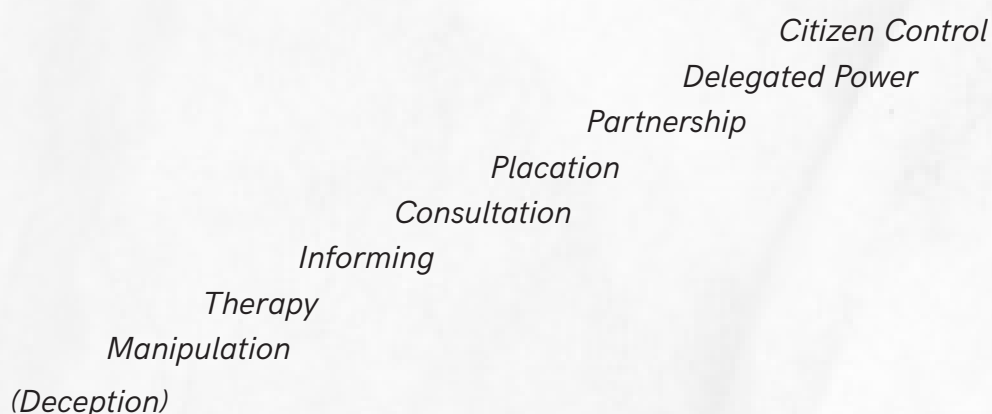 Citizen Control
Delegated Power
Partnership
Placation
Consultation
Informing
Therapy
Manipulation
(Deception)